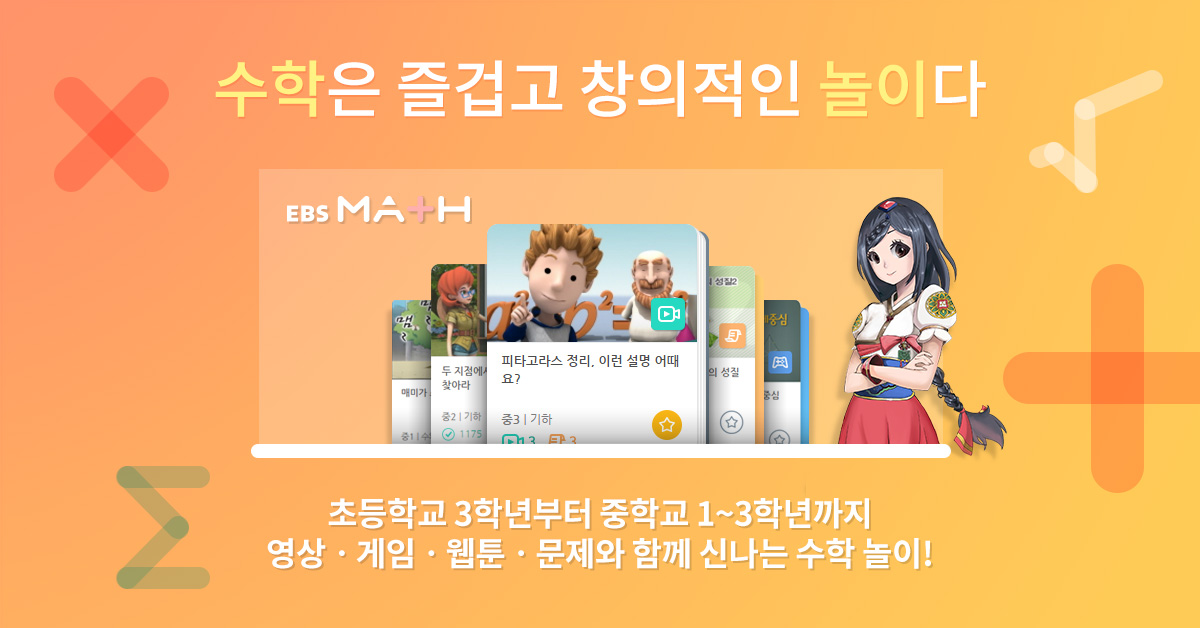 수학은 즐겁고 창의적인 놀이다
EBS MATH
피타고라스 정리, 이런 설명 어때
요?
중3 | 기하
3 3
두 지점에서
찾아라
중2 | 기하
1175
매미가
중1 | 수
성질2
의 성질
중심
중심
초등학교 3학년부터 중학교 1~3학년까지
영상 · 게임 · 웹툰 · 문제와 함께 신나는 수학 놀이!